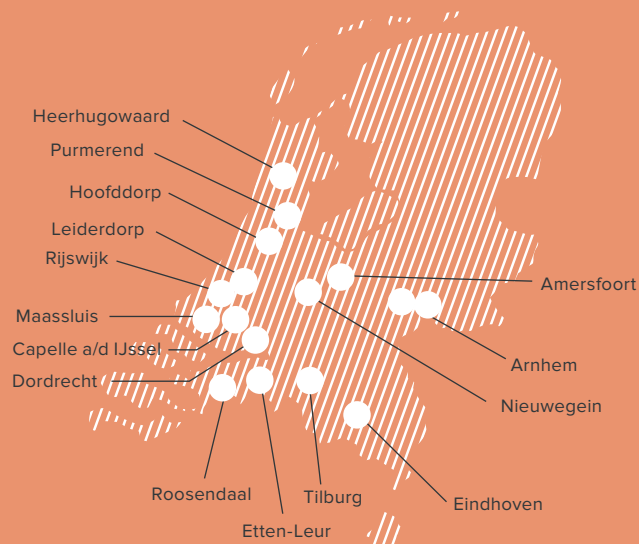 Heerhugowaard
Purmerend
Hoofddorp
Leiderdorp
Rijswijk
Amersfoort
Maassluis
Capelle a/d IJssel
Arnhem
Dordrecht
Nieuwegein
Roosendaal
Tilburg
Eindhoven
Etten-Leur